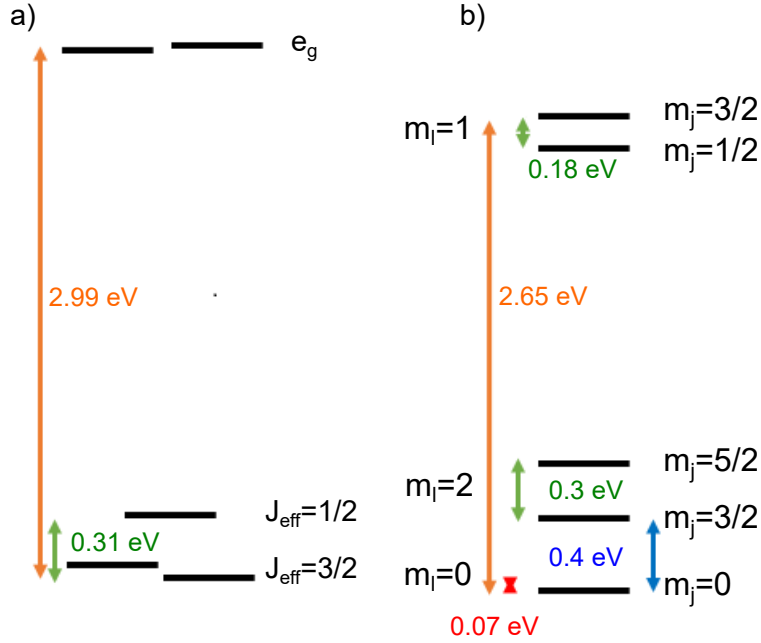 a)
e_g
2.99 eV
J_eff=1/2
0.31 eV
J_eff=3/2
b)
m_j=3/2
m_l=1
m_j=1/2
0.18 eV
2.65 eV
m_j=5/2
m_l=2
0.3 eV
m_j=3/2
0.4 eV
m_l=0
m_j=0
0.07 eV